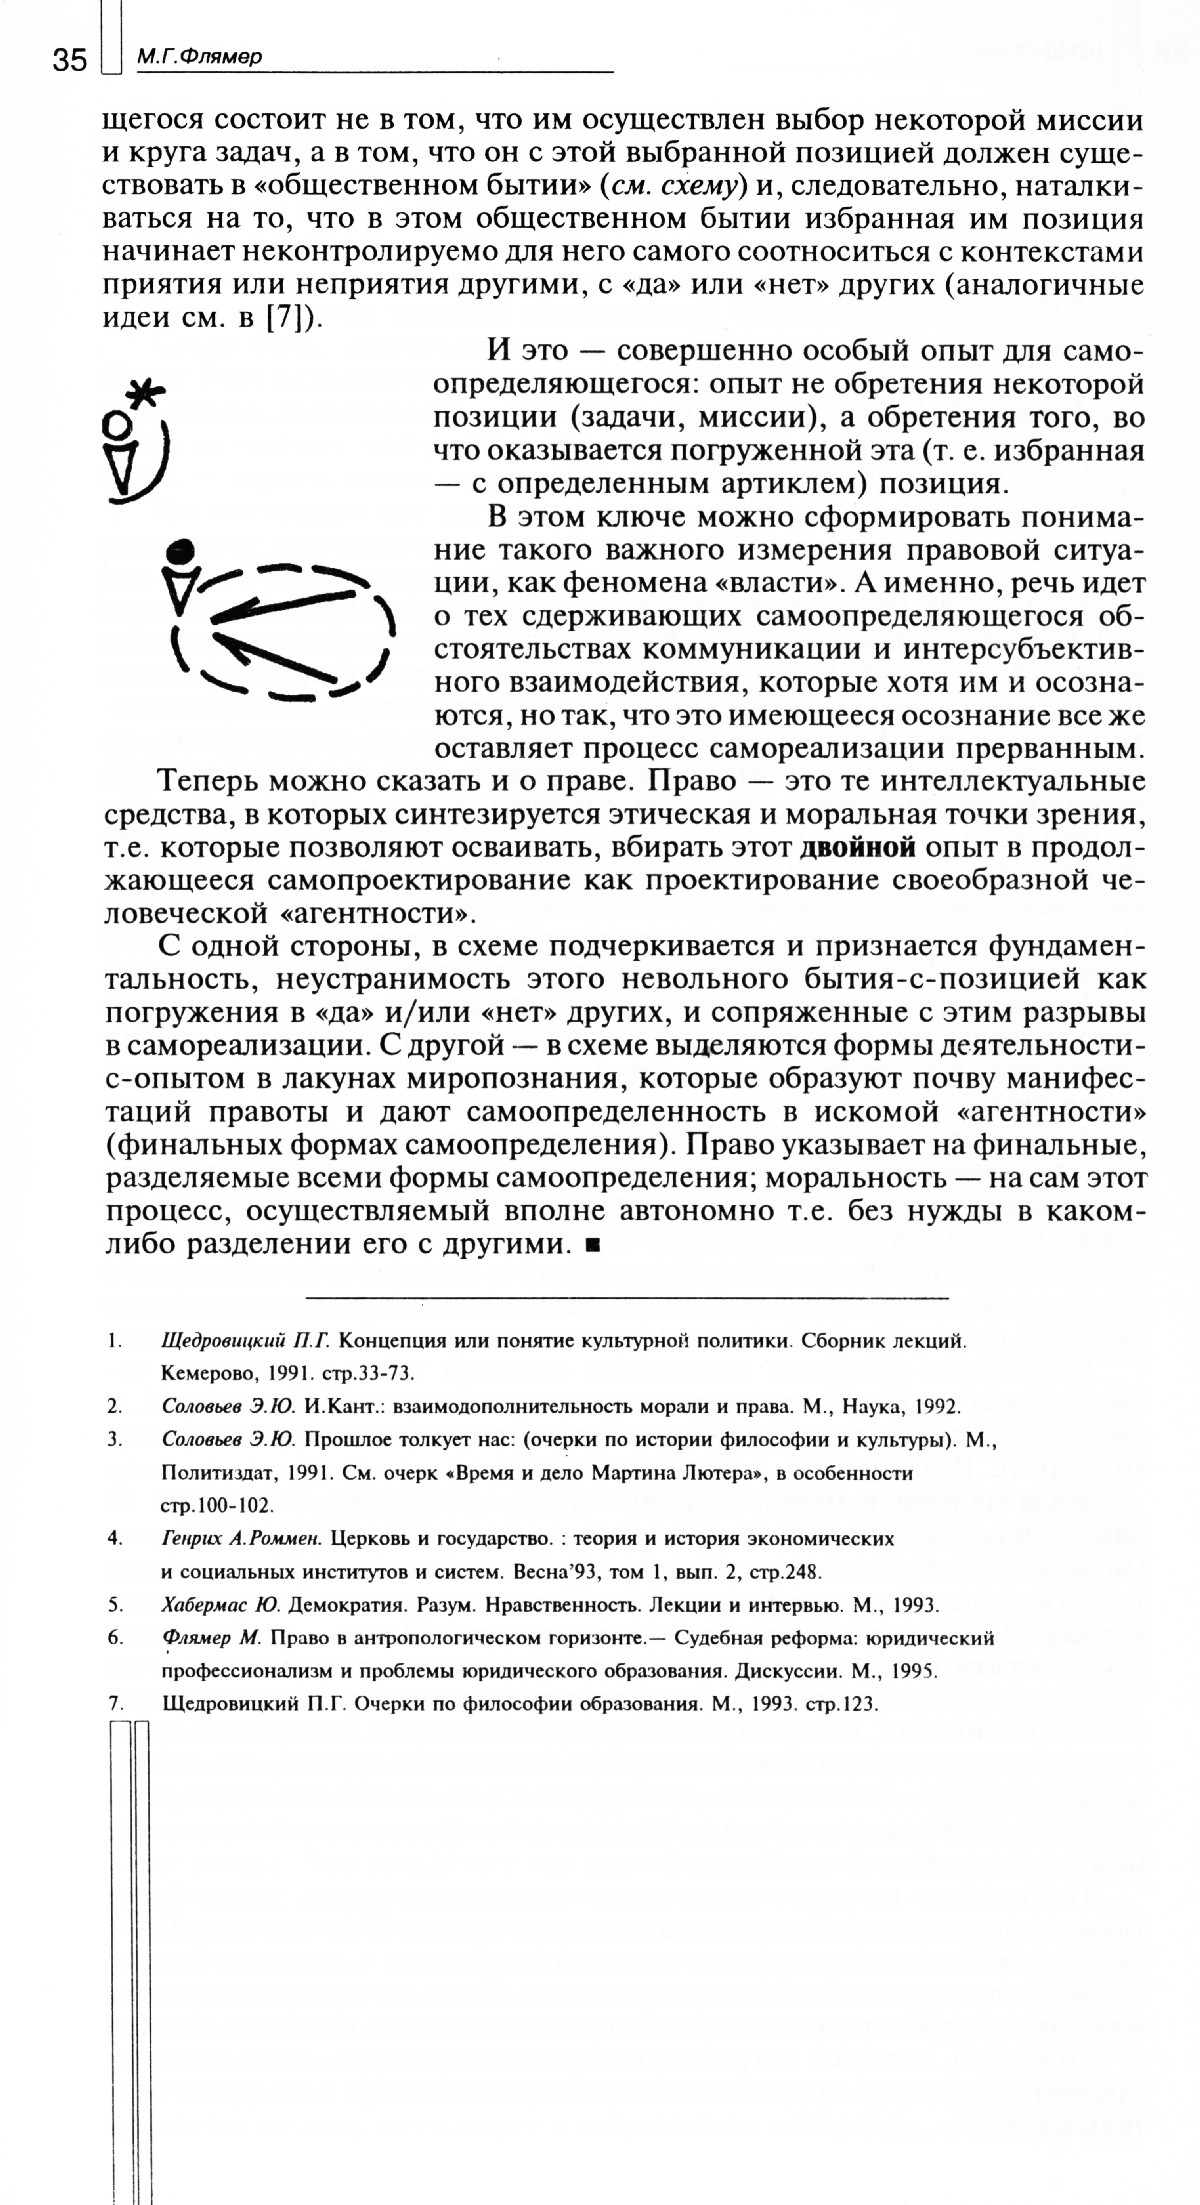 35
М.Г.Флямер
щегося состоит не в том, что им осуществлен выбор некоторой миссии
и круга задач, а в том, что он с этой выбранной позицией должен суще-
ствовать в «общественном бытии» (см. схему) и, следовательно, наталки-
ваться на то, что в этом общественном бытии избранная им позиция
начинает неконтролируемо для него самого соотноситься с контекстами
приятия или неприятия другими, с «да» или «нет» других (аналогичные
идеи см. в [7]).
И это — совершенно особый опыт для само-
определяющегося: опыт не обретения некоторой
позиции (задачи, миссии), а обретения того, во
что оказывается погруженной эта (т. е. избранная
— с определенным артиклем) позиция.
В этом ключе можно сформировать понима-
ние такого важного измерения правовой ситуа-
ции, как феномена «власти». А именно, речь идет
о тех сдерживающих самоопределяющегося об-
стоятельствах коммуникации и интерсубъектив-
ного взаимодействия, которые хотя им и осозна-
ются, но так, что это имеющееся осознание все же
оставляет процесс самореализации прерванным.
Теперь можно сказать и о праве. Право — это те интеллектуальные
средства, в которых синтезируется этическая и моральная точки зрения,
т.е. которые позволяют осваивать, вбирать этот двойной опыт в продол-
жающееся самопроектирование как проектирование своеобразной че-
ловеческой «агентности».
С одной стороны, в схеме подчеркивается и признается фундамен-
тальность, неустранимость этого невольного бытия-с-позицией как
погружения в «да» и/или «нет» других, и сопряженные с этим разрывы
в самореализации. С другой — в схеме выделяются формы деятельности-
с-опытом в лакунах миропознания, которые образуют почву манифес-
таций правоты и дают самоопределенность в искомой «агентности»
(финальных формах самоопределения). Право указывает на финальные,
разделяемые всеми формы самоопределения; моральность — на сам этот
процесс, осуществляемый вполне автономно т.е. без нужды в каком-
либо разделении его с другими. ■
1. Щедровицкий П.Г. Концепция или понятие культурной политики. Сборник лекций.
Кемерово, 1991. стр.33-73.
2. Соловьев Э.Ю. И.Кант.: взаимодополнительность морали и права. М., Наука, 1992.
3. Соловьев Э.Ю. Прошлое толкует нас: (очерки по истории философии и культуры). М.,
Политиздат, 1991. См. очерк «Время и дело Мартина Лютера», в особенности
стр.100-102.
4. Генрих А.Роммен. Церковь и государство. : теория и история экономических
и социальных институтов и систем. Весна'93, том 1, вып. 2, стр.248.
5. Хабермас Ю. Демократия. Разум. Нравственность. Лекции и интервью. М., 1993.
6. Флямер М. Право в антропологическом горизонте.— Судебная реформа: юридический
профессионализм и проблемы юридического образования. Дискуссии. М., 1995.
7. Щедровицкий П.Г. Очерки по философии образования. М., 1993. стр.123.